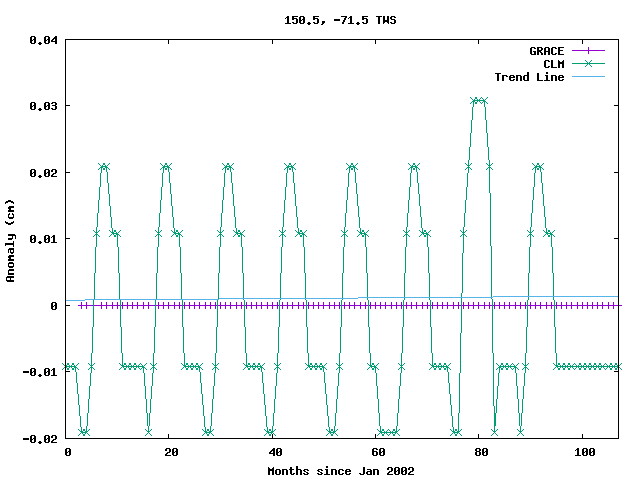 150.5, -71.5 TWS
0.04
0.03
0.02
0.01
0
-0.01
-0.02
Anomaly (cm)
GRACE
CLM
Trend Line
0 20 40 60 80 100
Months since Jan 2002